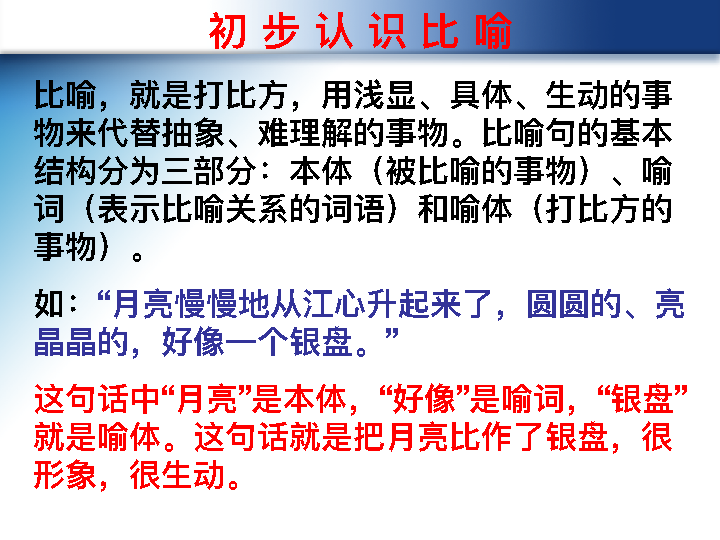 初步认识比喻
比喻，就是打比方，用浅显、具体、生动的事
物来代替抽象、难理解的事物。比喻句的基本
结构分为三部分：本体（被比喻的事物）、喻
词（表示比喻关系的词语）和喻体（打比方的
事物）。
如：“月亮慢慢地从江心升起来了，圆圆的、亮
晶晶的，好像一个银盘。”
这句话中“月亮”是本体，“好像”是喻词，“银盘”
就是喻体。这句话就是把月亮比作了银盘，很
形象，很生动。